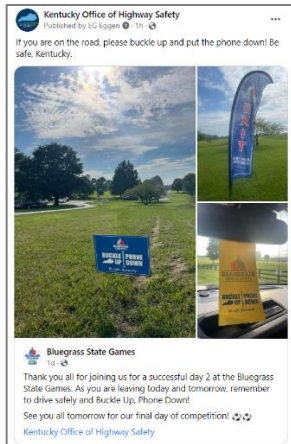 Kentucky Office of Highway Safety
Published by EG Eggen · 1h ·
If you are on the road, please buckle up and put the phone down! Be
safe, Kentucky.
BUCKLE UP
PHONE DOWN
EXIT
BLUEGRASS
BUCKLE UP
PHONE DOWN
Bluegrass State Games
1d ·
Thank you all for joining us for a successful day 2 at the Bluegrass
State Games. As you are leaving today and tomorrow, remember
to drive safely and Buckle Up, Phone Down!
See you all tomorrow for our final day of competition!
Kentucky Office of Highway Safety